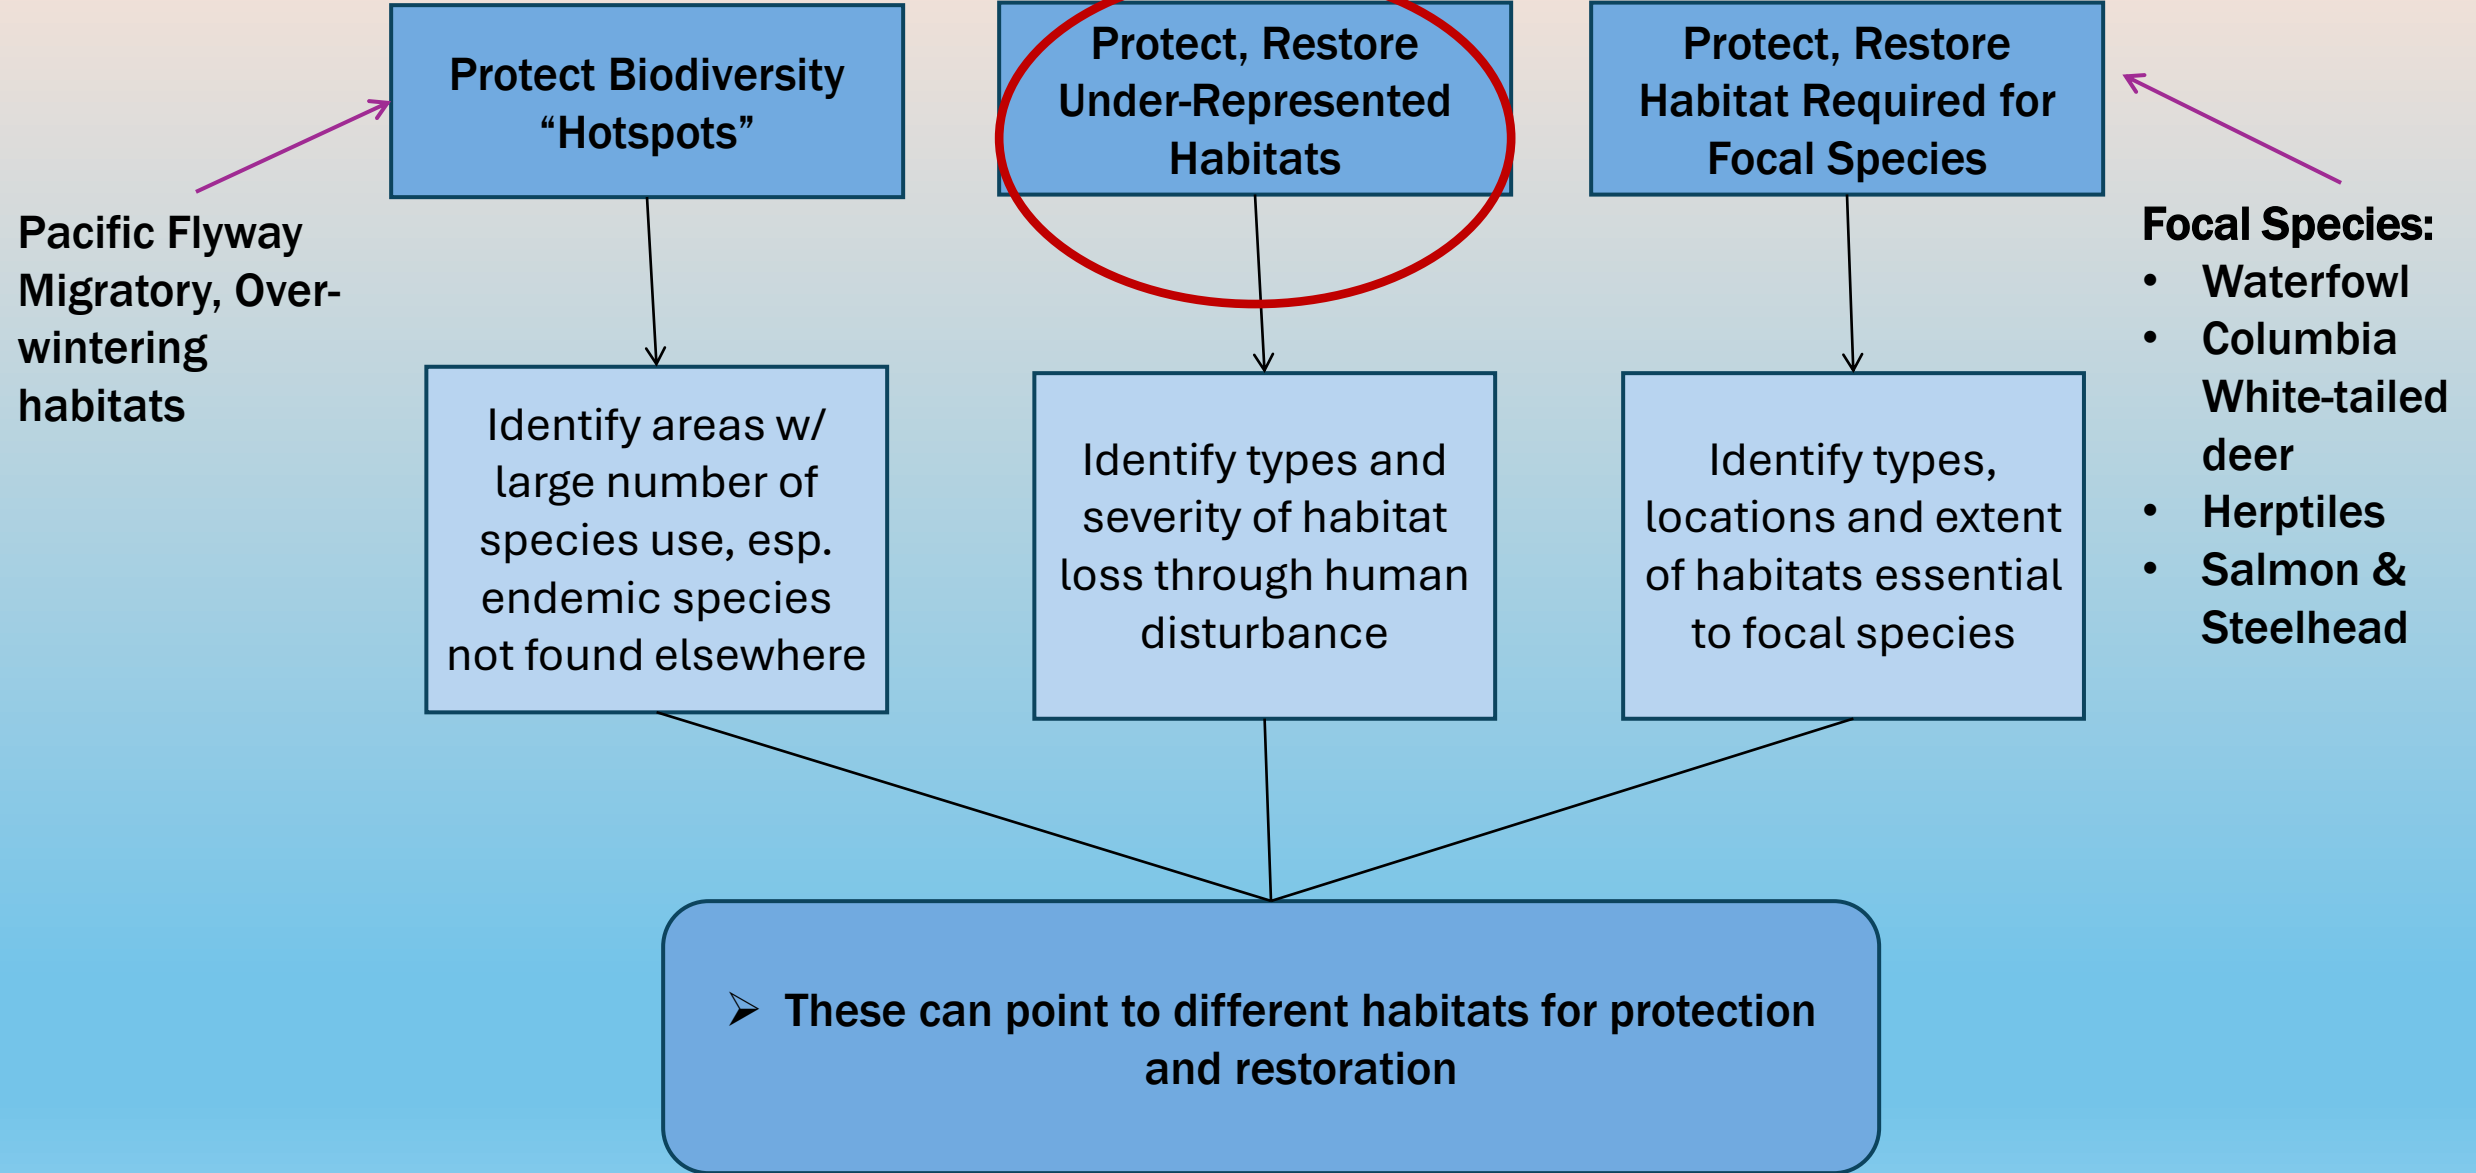 Protect Biodiversity
“Hotspots”
Protect, Restore
Under-Represented
Habitats
Protect, Restore
Habitat Required for
Focal Species
Pacific Flyway
Migratory, Over-
wintering
habitats
Focal Species:
• Waterfowl
• Columbia
White-tailed
deer
• Herptiles
• Salmon &
Steelhead
Identify areas w/
large number of
species use, esp.
endemic species
not found elsewhere
Identify types and
severity of habitat
loss through human
disturbance
Identify types,
locations and extent
of habitats essential
to focal species
➢ These can point to different habitats for protection
and restoration